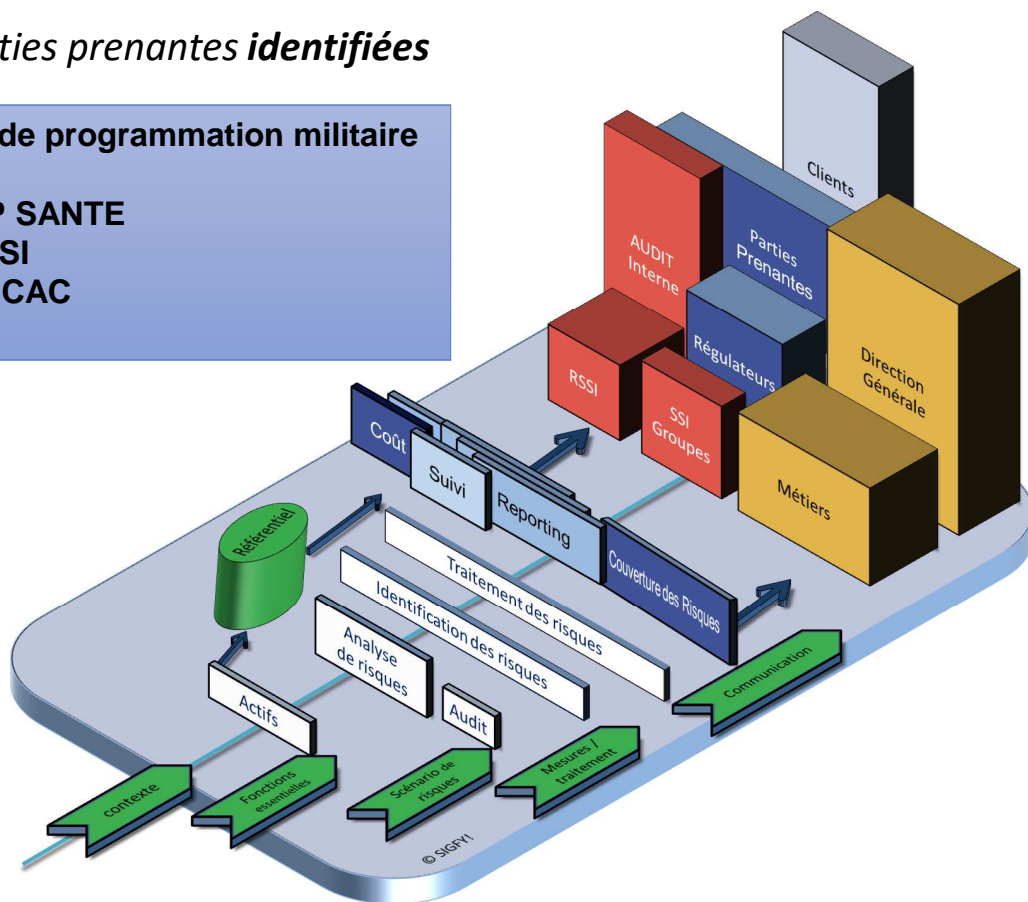 ties prenantes identifiées
de programmation militaire
P SANTE
SI
CAC
Clients
AUDIT
Interne
Parties
Prenantes
Direction
Générale
RSSI
Régulateurs
SSI
Groupes
Métiers
Coût
Suivi
Reporting
Couverture des Risques
Référentiel
Traitement des risques
Identification des risques
Analyse
de risques
Actifs
Audit
contexte
Fonctions
essentielles
Scénario de
risques
Mesures /
traitement
Communication
© SIGFY!